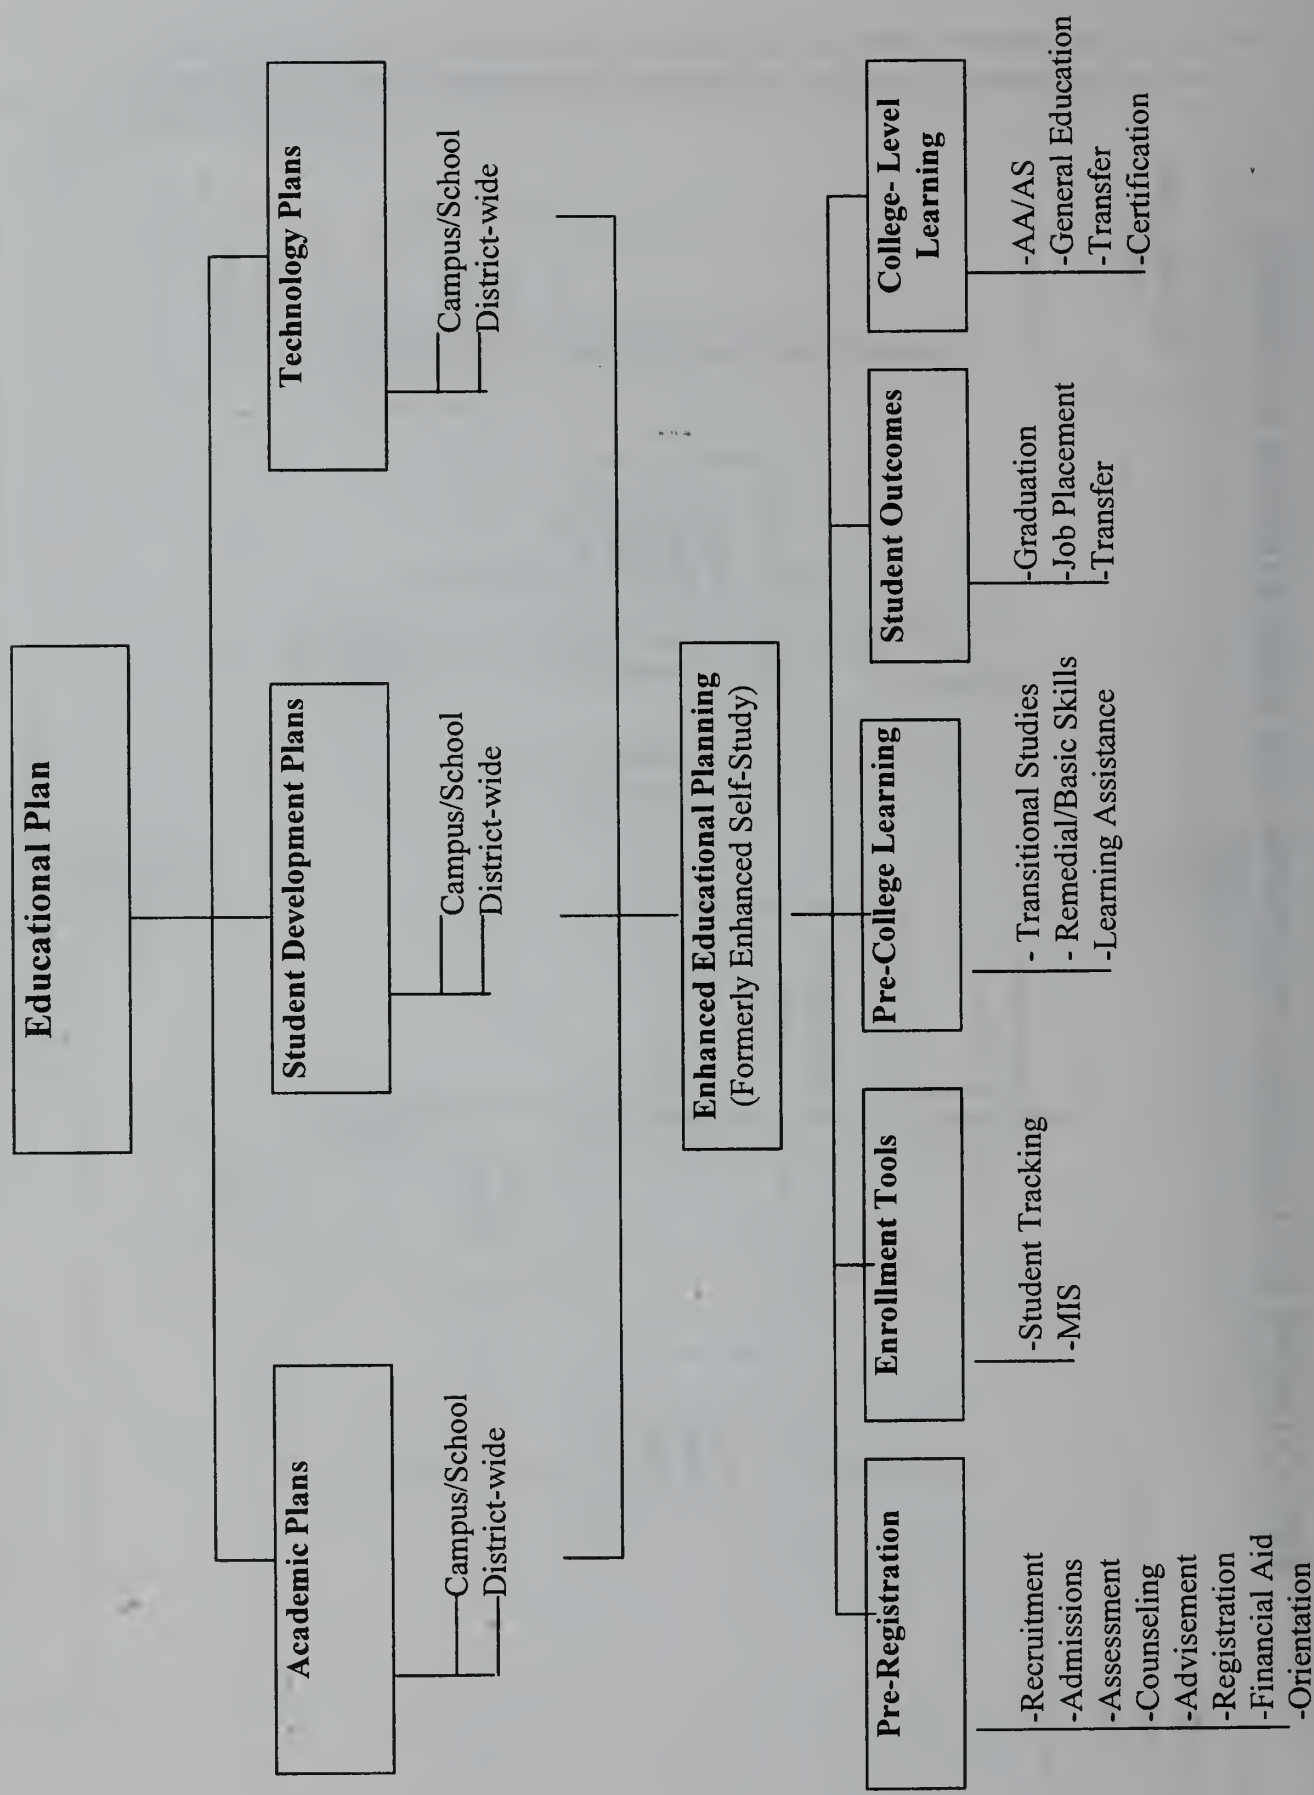 Educational Plan
Academic Plans
Campus/School
District-wide
Student Development Plans
Campus/School
District-wide
Technology Plans
Campus/School
District-wide
Enhanced Educational Planning
(Formerly Enhanced Self-Study)
Pre-Registration
-Recruitment
-Admissions
-Assessment
-Counseling
-Advisement
-Registration
-Financial Aid
-Orientation
Enrollment Tools
-Student Tracking
-MIS
Pre-College Learning
- Transitional Studies
- Remedial/Basic Skills
-Learning Assistance
Student Outcomes
-Graduation
-Job Placement
-Transfer
College- Level
Learning
-AA/AS
-General Education
-Transfer
-Certification